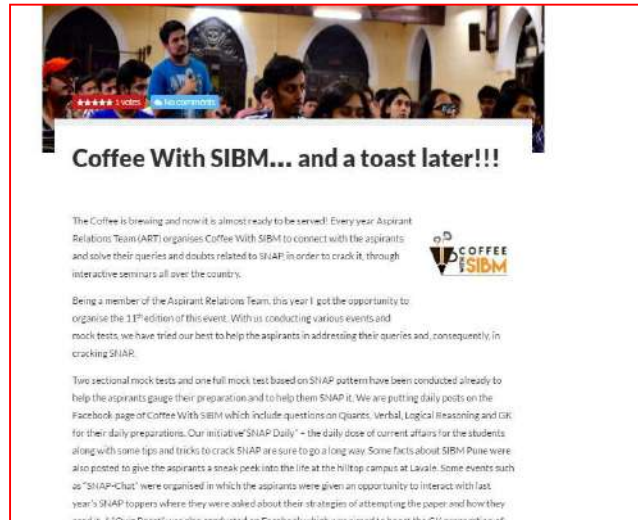 ★★★★★ 1 votes No comments
Coffee With SIBM... and a toast later!!!
The Coffee is brewing and now it is almost ready to be served! Every year Aspirant
Relations Team (ART) organises Coffee With SIBM to connect with the aspirants
and solve their queries and doubts related to SNAP, in order to crack it, through
interactive seminars all over the country.
COFFEE
WITH SIBM
Being a member of the Aspirant Relations Team, this year I got the opportunity to
organise the 11th edition of this event. With us conducting various events and
mock tests, we have tried our best to help the aspirants in addressing their queries and, consequently, in
cracking SNAP.
Two sectional mock tests and one full mock test based on SNAP pattern have been conducted already to
help the aspirants gauge their preparation and to help them SNAP it. We are putting daily posts on the
Facebook page of Coffee With SIBM which include questions on Quants, Verbal, Logical Reasoning and GK
for their daily preparations. Our initiative "SNAP Daily" – the daily dose of current affairs for the students
along with some tips and tricks to crack SNAP are sure to go a long way. Some facts about SIBM Pune were
also posted to give the aspirants a sneak peek into the life at the hilltop campus at Lavale. Some events such
as "SNAP-Chat" were organised in which the aspirants were given an opportunity to interact with last
year's SNAP toppers where they were asked about their strategies of attempting the paper and how they